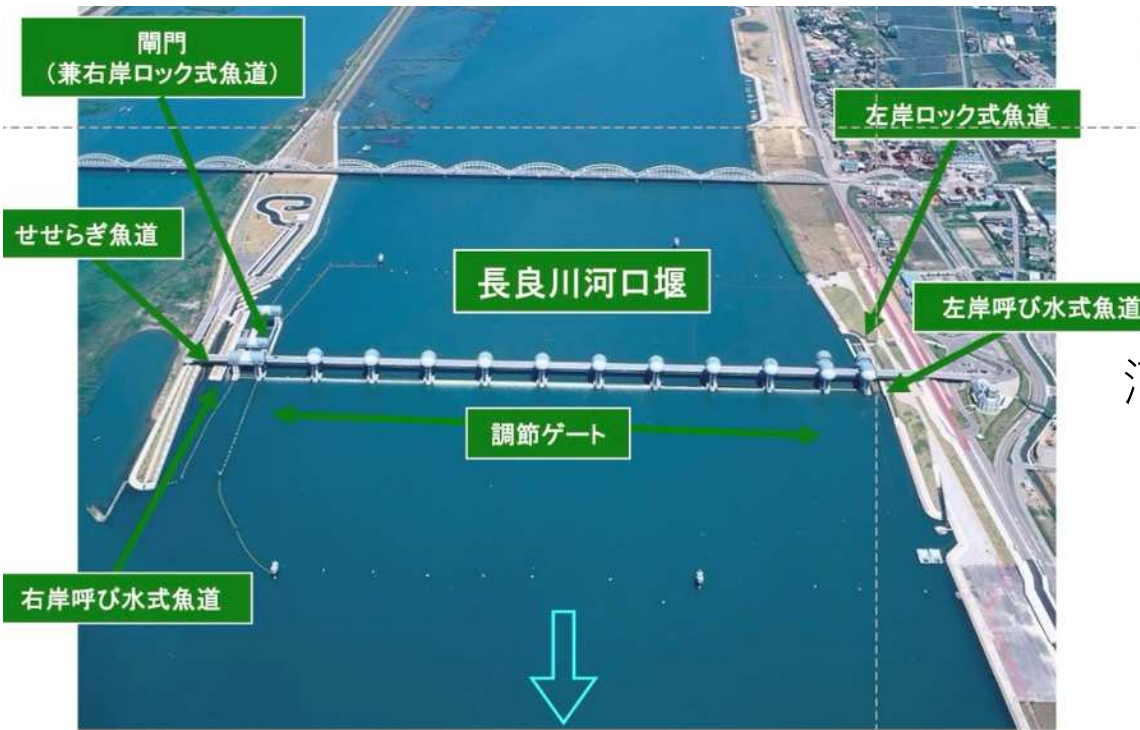 閘門
（兼右岸ロック式魚道）
左岸ロック式魚道
せせらぎ魚道
長良川河口堰
左岸呼び水式魚道
調節ゲート
右岸呼び水式魚道